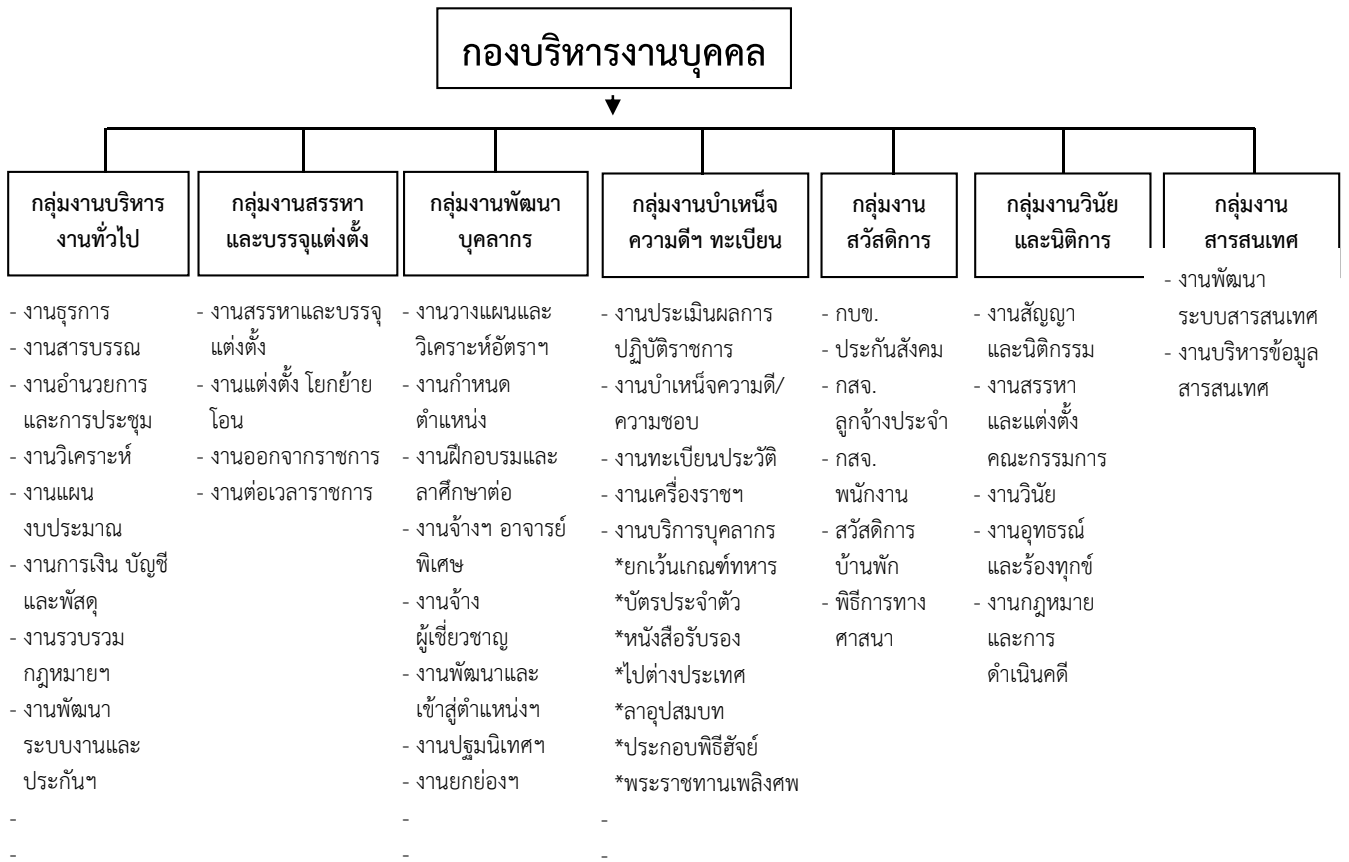 กองบริหารงานบุคคล
กลุ่มงานบริหาร
งานทั่วไป
- งานธุรการ
- งานสารบรรณ
- งานอำนวยการ
และการประชุม
- งานวิเคราะห์
- งานแผน
งบประมาณ
- งานการเงิน บัญชี
และพัสดุ
- งานรวบรวม
กฎหมายฯ
- งานพัฒนา
ระบบงานและ
ประกันฯ
-
-
กลุ่มงานสรรหา
และบรรจุแต่งตั้ง
- งานสรรหาและบรรจุ
แต่งตั้ง
- งานแต่งตั้ง โยกย้าย
โอน
- งานออกจากราชการ
- งานต่อเวลาราชการ
กลุ่มงานพัฒนา
บุคลากร
- งานวางแผนและ
วิเคราะห์อัตราฯ
- งานกำหนด
ตำแหน่ง
- งานฝึกอบรมและ
ลาศึกษาต่อ
- งานจ้างฯ อาจารย์
พิเศษ
- งานจ้าง
ผู้เชี่ยวชาญ
- งานพัฒนาและ
เข้าสู่ตำแหน่งฯ
- งานปฐมนิเทศฯ
- งานยกย่องฯ
-
-
กลุ่มงานบำเหน็จ
ความดีฯ ทะเบียน
- งานประเมินผลการ
ปฏิบัติราชการ
- งานบำเหน็จความดี/
ความชอบ
- งานทะเบียนประวัติ
- งานเครื่องราชฯ
- งานบริการบุคลากร
*ยกเว้นเกณฑ์ทหาร
*บัตรประจำตัว
*หนังสือรับรอง
*ไปต่างประเทศ
*ลาอุปสมบท
*ประกอบพิธีฮัจย์
*พระราชทานเพลิงศพ
-
-
กลุ่มงาน
สวัสดิการ
- กบข.
- ประกันสังคม
- กสจ.
ลูกจ้างประจำ
- กสจ.
พนักงาน
- สวัสดิการ
บ้านพัก
- พิธีการทาง
ศาสนา
กลุ่มงานวินัย
และนิติการ
- งานสัญญา
และนิติกรรม
- งานสรรหา
และแต่งตั้ง
คณะกรรมการ
- งานวินัย
- งานอุทธรณ์
และร้องทุกข์
- งานกฎหมาย
และการ
ดำเนินคดี
กลุ่มงาน
สารสนเทศ
- งานพัฒนา
ระบบสารสนเทศ
- งานบริหารข้อมูล
สารสนเทศ